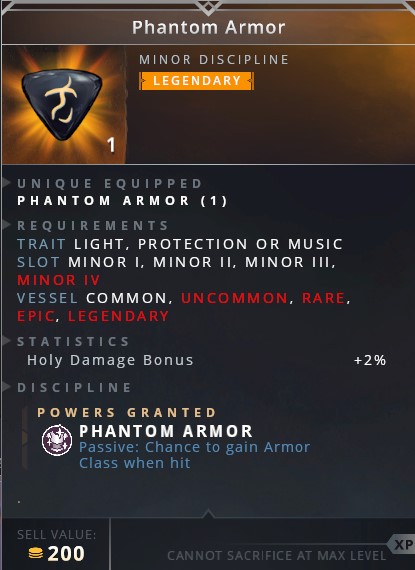 Phantom Armor
MINOR DISCIPLINE
LEGENDARY
1
UNIQUE EQUIPPED
PHANTOM ARMOR (1)
REQUIREMENTS
TRAIT LIGHT, PROTECTION OR MUSIC
SLOT MINOR I, MINOR II, MINOR III,
MINOR IV
VESSEL COMMON, UNCOMMON, RARE,
EPIC, LEGENDARY
STATISTICS
Holy Damage Bonus +2%
DISCIPLINE
POWERS GRANTED
PHANTOM ARMOR
Passive: Chance to gain Armor
Class when hit
.
SELL VALUE:
200
CANNOT SACRIFICE AT MAX LEVEL
XP